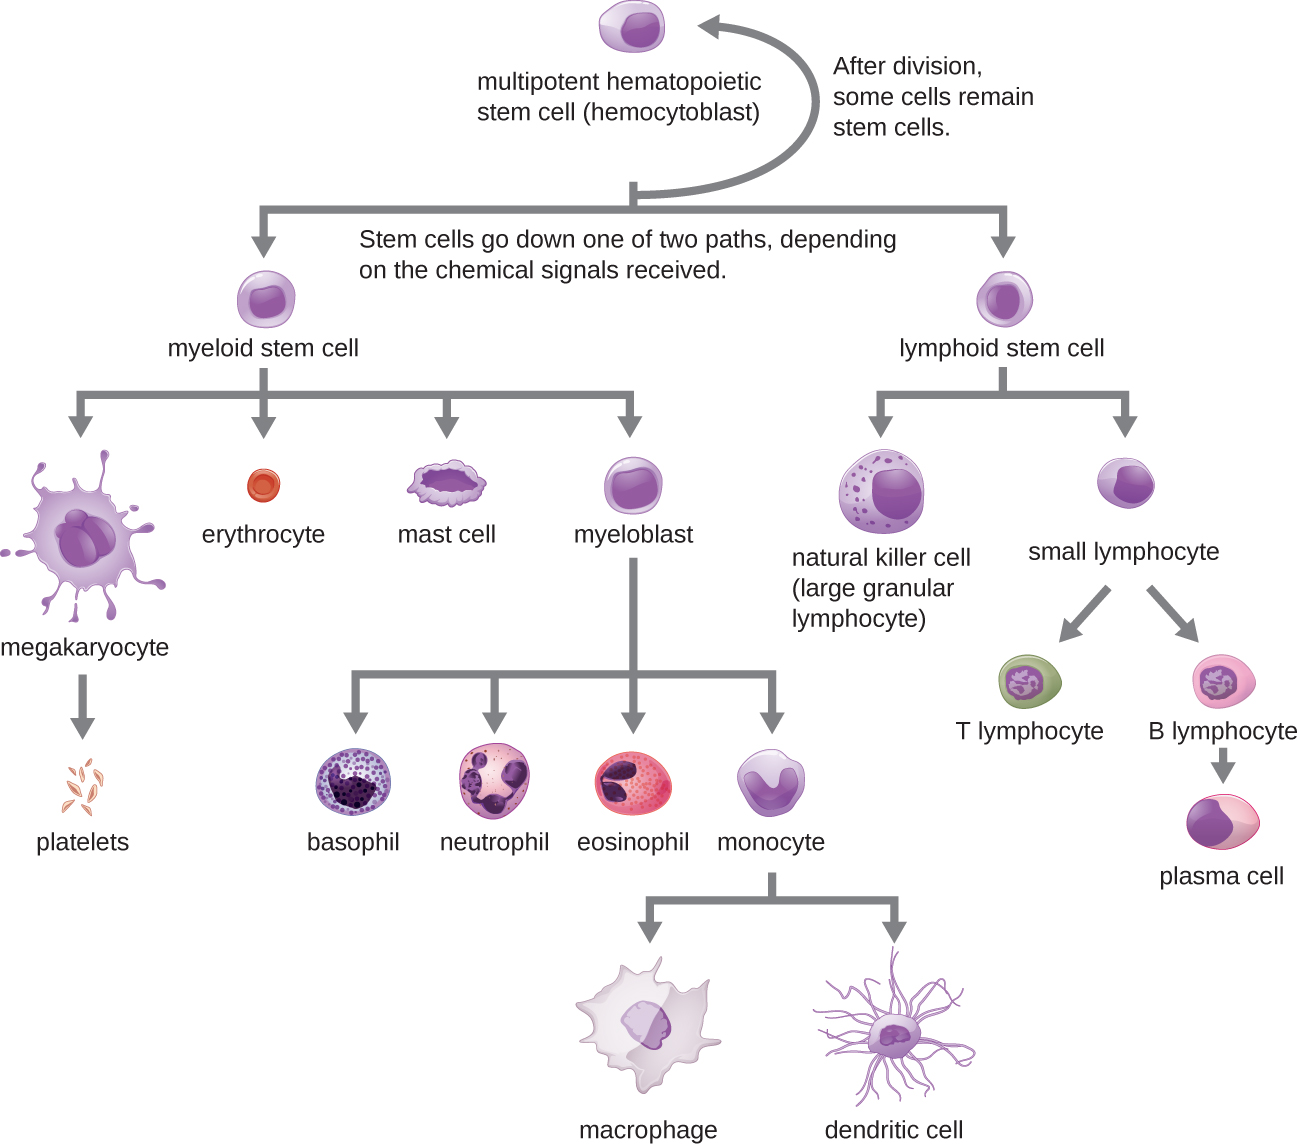 multipotent hematopoietic
stem cell (hemocytoblast)
After division,
some cells remain
stem cells.
Stem cells go down one of two paths, depending
on the chemical signals received.
myeloid stem cell
lymphoid stem cell
megakaryocyte
erythrocyte
mast cell
myeloblast
natural killer cell
(large granular
lymphocyte)
small lymphocyte
T lymphocyte
B lymphocyte
platelets
basophil
neutrophil
eosinophil
monocyte
plasma cell
macrophage
dendritic cell